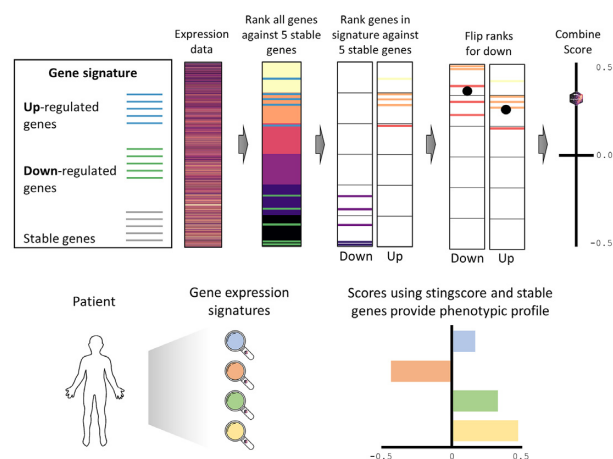 Expression
data
Rank all genes
against 5 stable
genes
Rank genes in
signature against
5 stable genes
Flip ranks
for down
Combine
Score
Gene signature
Up-regulated
genes
Down-regulated
genes
Stable genes
0.5
0.0
-0.5
Down
Up
Down
Up
Patient
Gene expression
signatures
Scores using stingscore and stable
genes provide phenotypic profile
-0.5
0
0.5